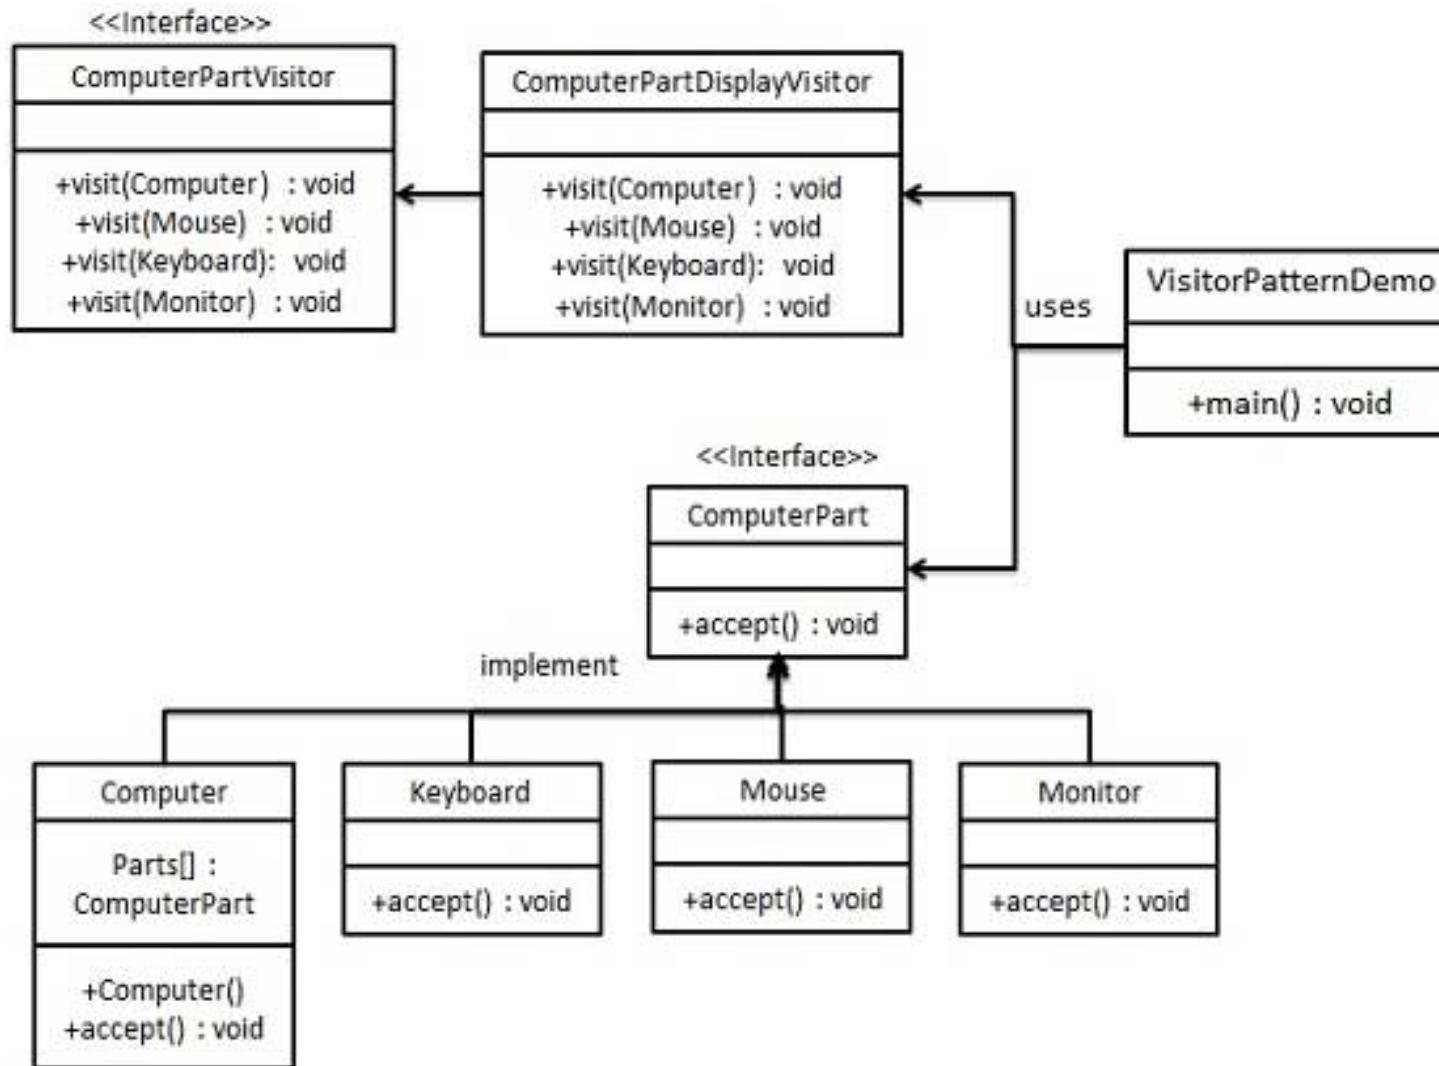 <<Interface>>
ComputerPartVisitor
+visit(Computer) : void
+visit(Mouse) : void
+visit(Keyboard): void
+visit(Monitor) : void
ComputerPartDisplayVisitor
+visit(Computer) : void
+visit(Mouse) : void
+visit(Keyboard): void
+visit(Monitor) : void
uses
VisitorPatternDemo
+main() : void
<<Interface>>
ComputerPart
+accept() : void
implement
Computer
Parts[] :
ComputerPart
+Computer()
+accept() : void
Keyboard
+accept() : void
Mouse
+accept() : void
Monitor
+accept() : void